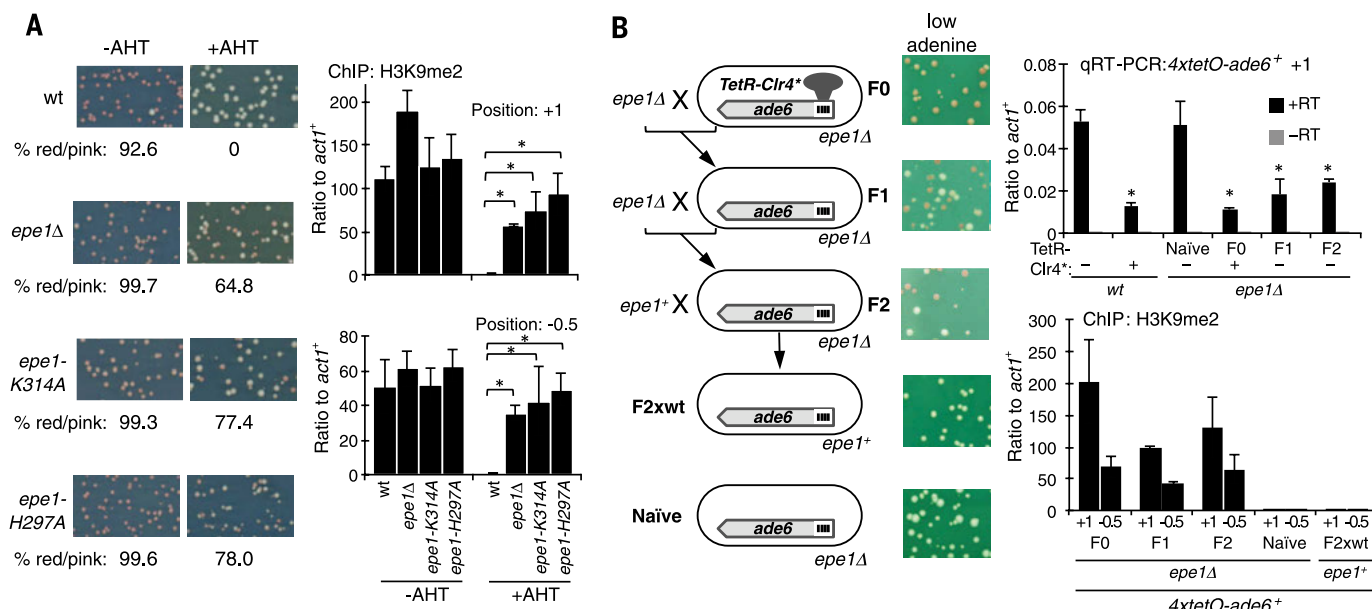 A
-AHT
+AHT
wt
% red/pink: 92.6 0
epe1Δ
% red/pink: 99.7 64.8
epe1-
K314A
% red/pink: 99.3 77.4
epe1-
H297A
% red/pink: 99.6 78.0
ChIP: H3K9me2
Position: +1
Ratio to act1+
200
150
100
50
0
* * *
Position: -0.5
Ratio to act1+
80
60
40
20
0
* * *
wt
epe1Δ
epe1-K314A
epe1-H297A
wt
epe1Δ
epe1-K314A
epe1-H297A
-AHT
+AHT
B
low
adenine
TetR-Clr4*
epe1Δ X
ade6
F0
epe1Δ
epe1Δ X
ade6
F1
epe1Δ
epe1+ X
ade6
F2
epe1Δ
F2xwt
ade6
epe1+
Naïve
ade6
epe1Δ
qRT-PCR:4xtetO-ade6+ +1
Ratio to act1+
0.08
0.06
0.04
0.02
0
+RT
−RT
* * * *
TetR-
Clr4*:
Naïve F0 F1 F2
− + − + − −
wt
epe1Δ
ChIP: H3K9me2
Ratio to act1+
300
250
200
150
100
50
0
+1 -0.5 +1 -0.5 +1 -0.5 +1 -0.5 +1 -0.5
F0 F1 F2 Naïve F2xwt
epe1Δ
epe1+
4xtetO-ade6+